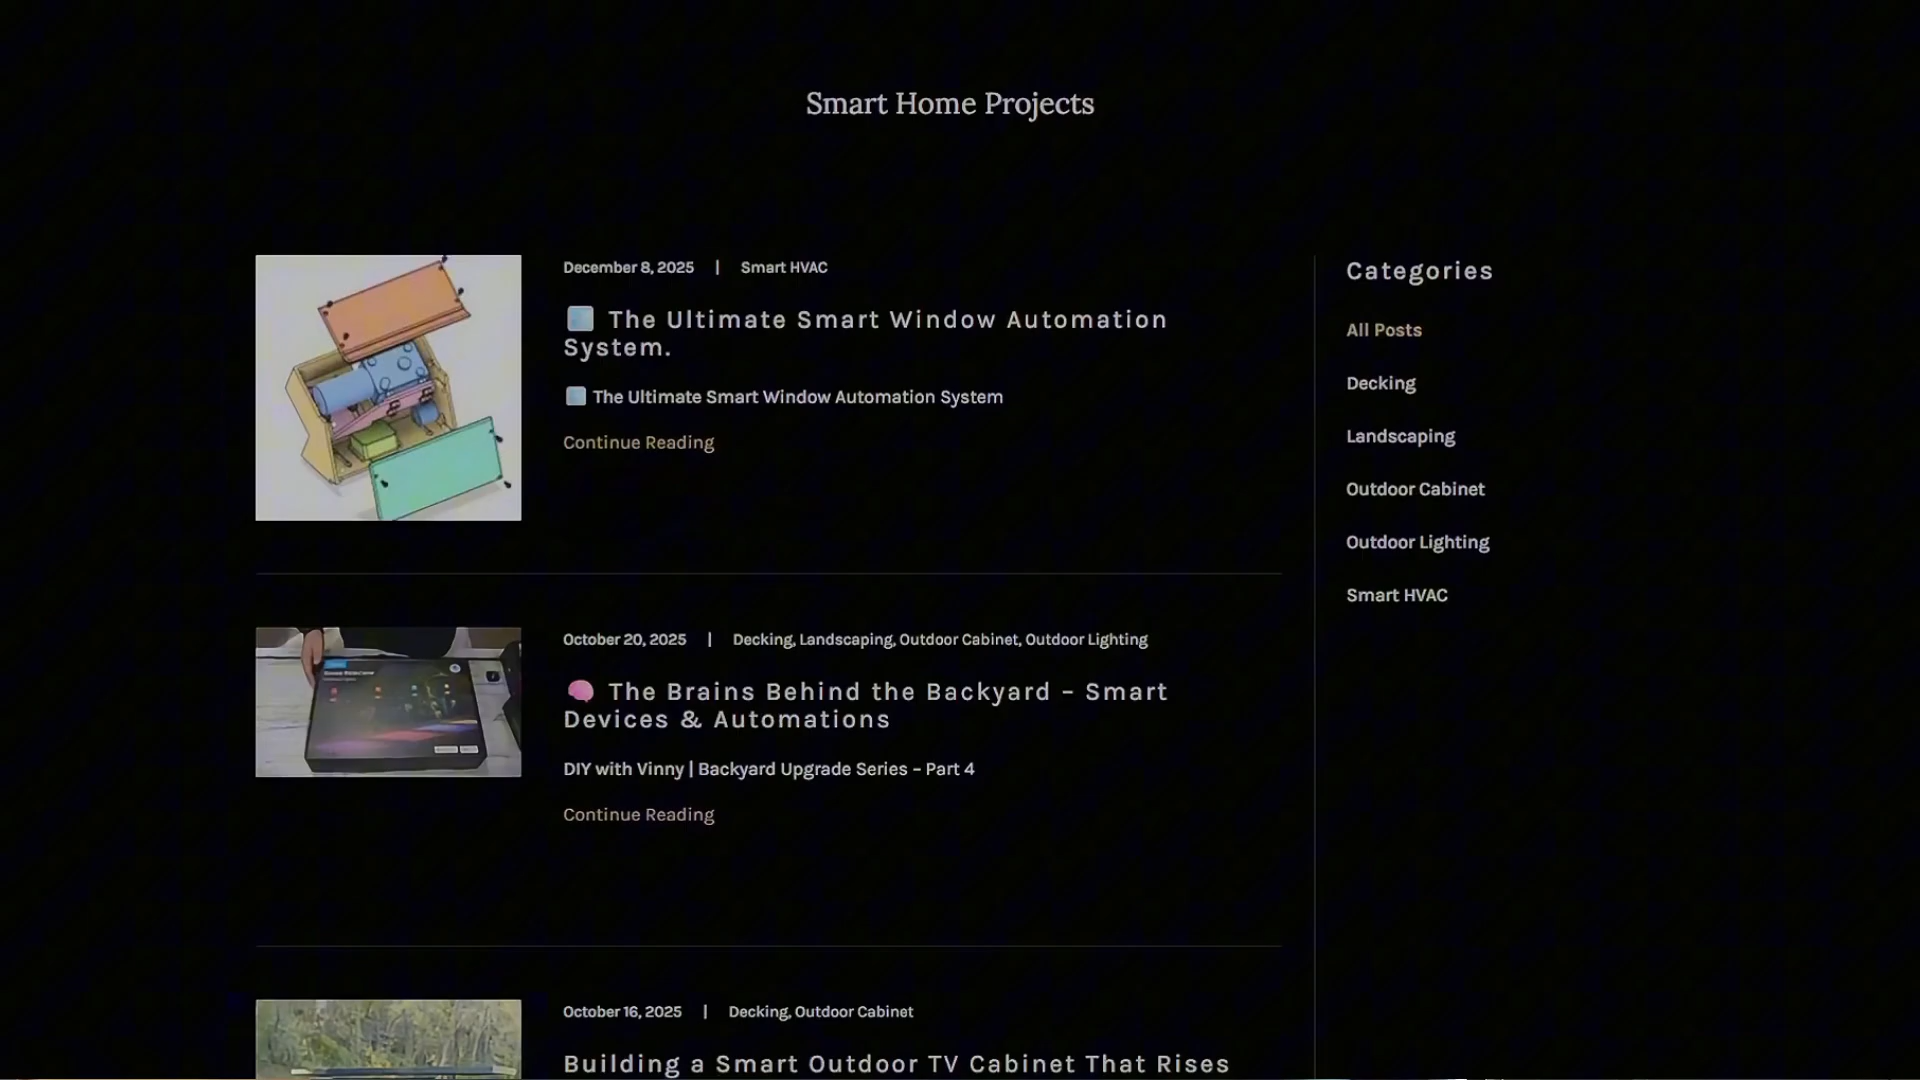 Smart Home Projects
December 8, 2025 | Smart HVAC
The Ultimate Smart Window Automation
System.
The Ultimate Smart Window Automation System
Continue Reading
October 20, 2025 | Decking, Landscaping, Outdoor Cabinet, Outdoor Lighting
The Brains Behind the Backyard – Smart
Devices & Automations
DIY with Vinny | Backyard Upgrade Series – Part 4
Continue Reading
October 16, 2025 | Decking, Outdoor Cabinet
Building a Smart Outdoor TV Cabinet That Rises
Categories
All Posts
Decking
Landscaping
Outdoor Cabinet
Outdoor Lighting
Smart HVAC